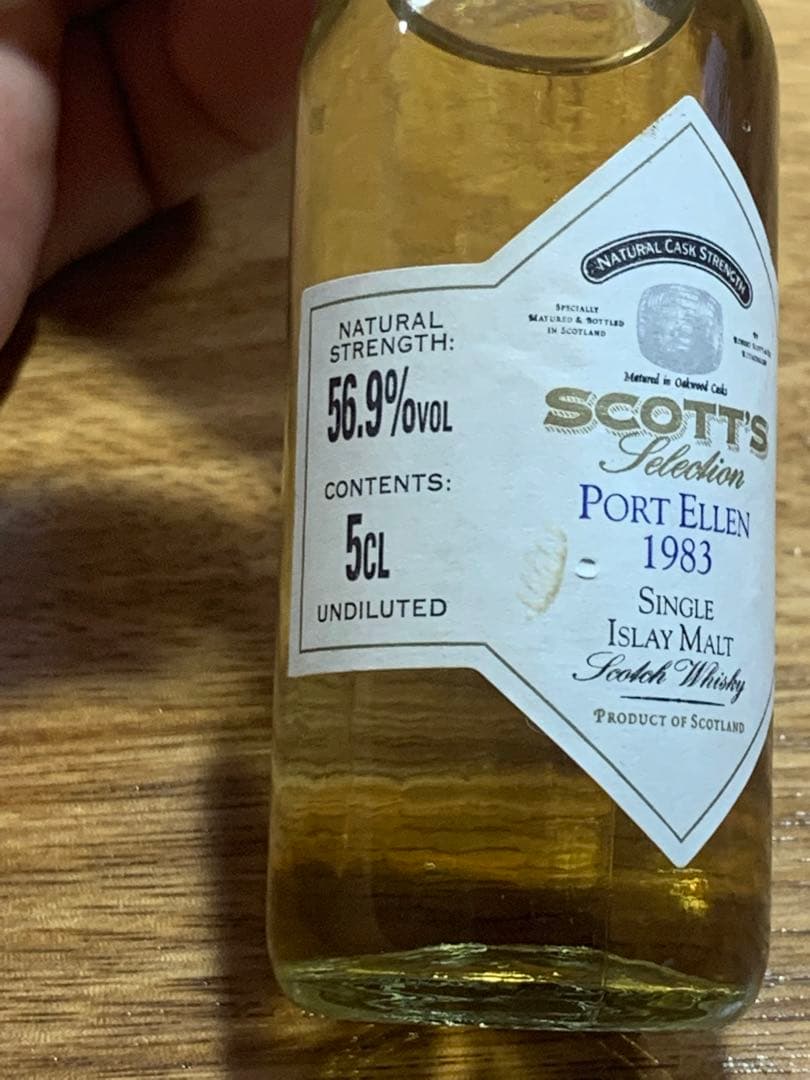 NATURAL
STRENGTH:
56.9%VOL
CONTENTS:
5CL
UNDILUTED
NATURAL CASK STRENGTH
SPECIALLY
MATURED & BOTTLED
IN SCOTLAND
BY
Matured in Oakwood Casks
SCOTT'S
Selection
PORT ELLEN
1983
SINGLE
ISLAY MALT
Scotch Whisky
PRODUCT OF SCOTLAND